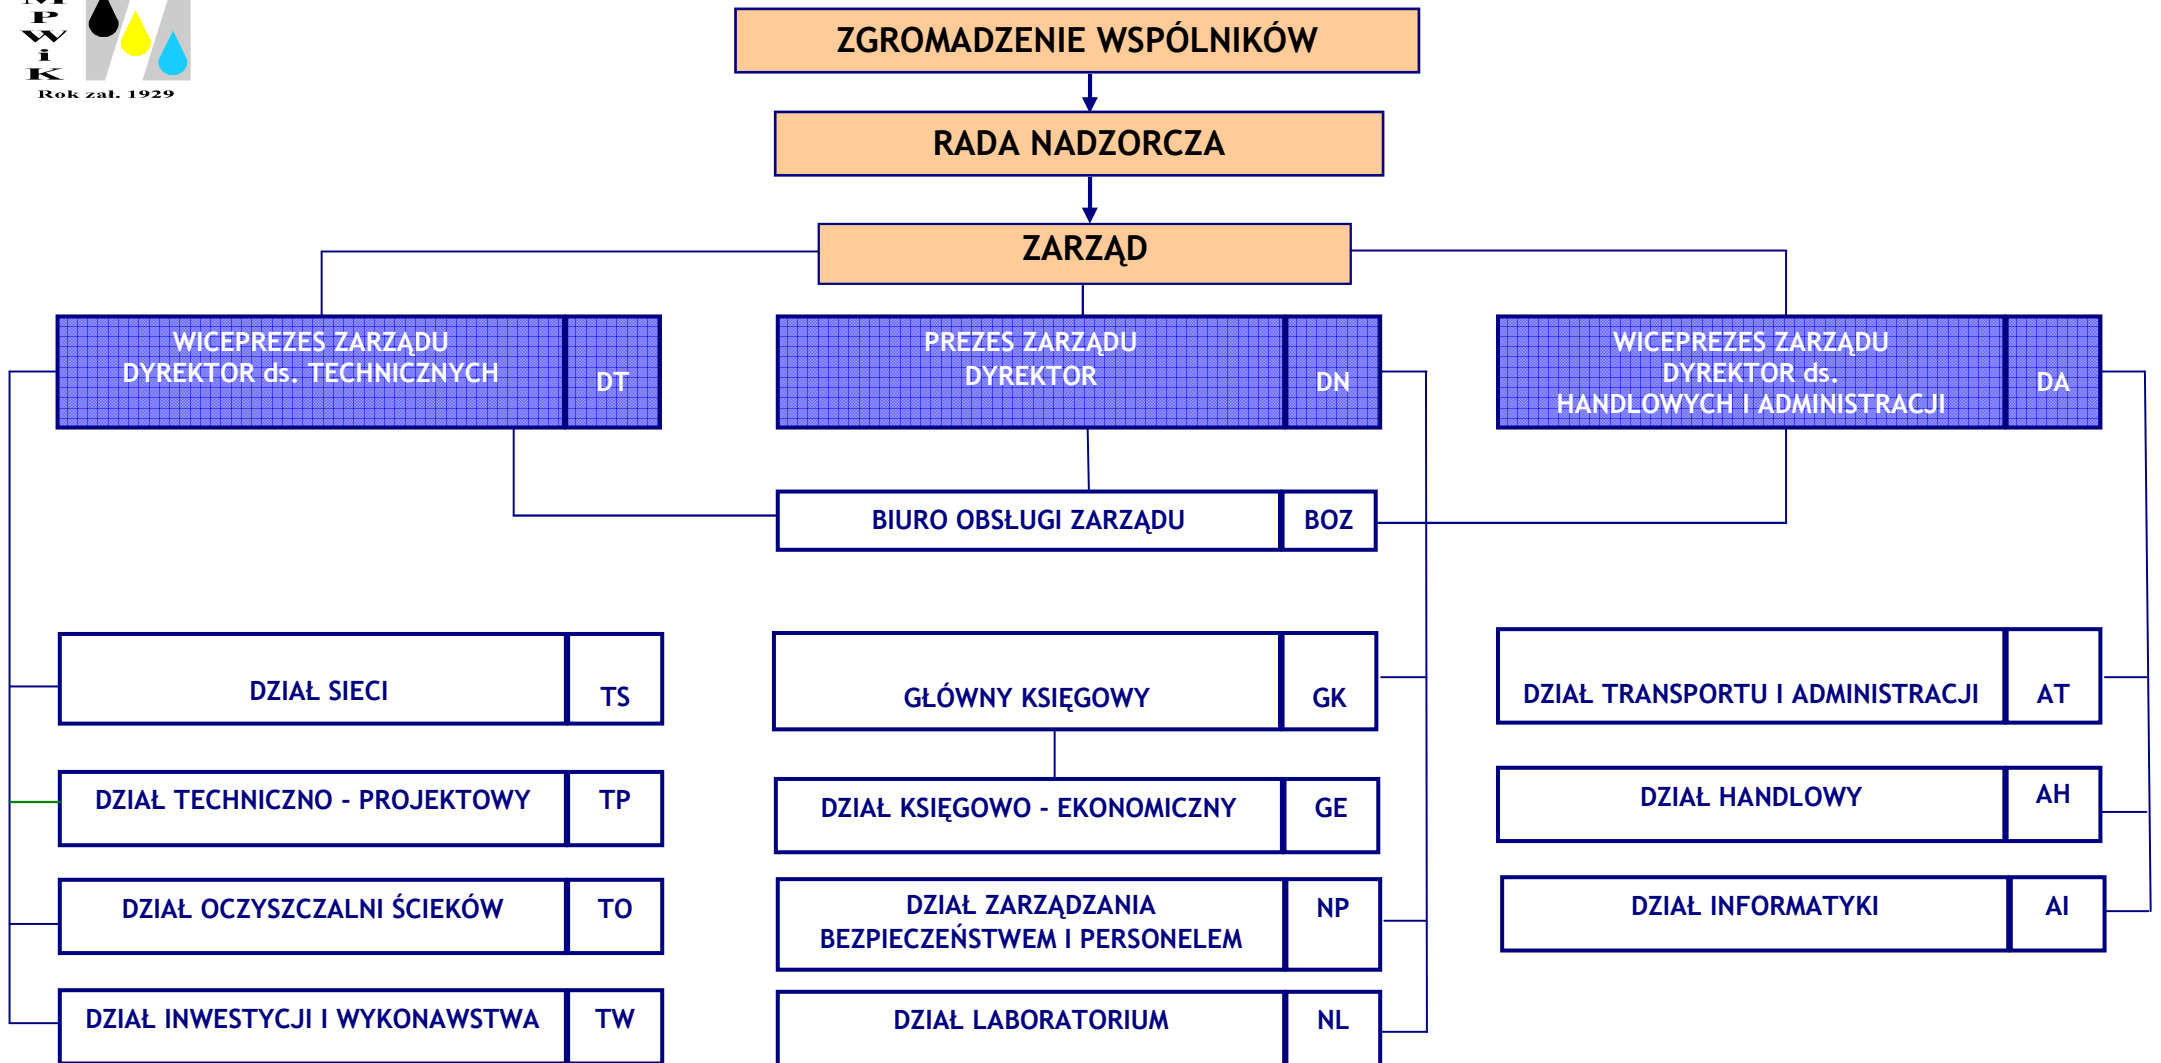 M
P
W
i
K
Rok zał. 1929
ZGROMADZENIE WSPÓLNIKÓW
RADA NADZORCZA
ZARZĄD
WICEPREZES ZARZĄDU
DYREKTOR ds. TECHNICZNYCH
DT
PREZES ZARZĄDU
DYREKTOR
DN
WICEPREZES ZARZĄDU
DYREKTOR ds.
HANDLOWYCH I ADMINISTRACJI
DA
BIURO OBSŁUGI ZARZĄDU
BOZ
DZIAŁ SIECI
TS
GŁÓWNY KSIĘGOWY
GK
DZIAŁ TRANSPORTU I ADMINISTRACJI
AT
DZIAŁ TECHNICZNO - PROJEKTOWY
TP
DZIAŁ KSIĘGOWO - EKONOMICZNY
GE
DZIAŁ HANDLOWY
AH
DZIAŁ OCZYSZCZALNI ŚCIEKÓW
TO
DZIAŁ ZARZĄDZANIA
BEZPIECZEŃSTWEM I PERSONELEM
NP
DZIAŁ INFORMATYKI
AI
DZIAŁ INWESTYCJI I WYKONAWSTWA
TW
DZIAŁ LABORATORIUM
NL